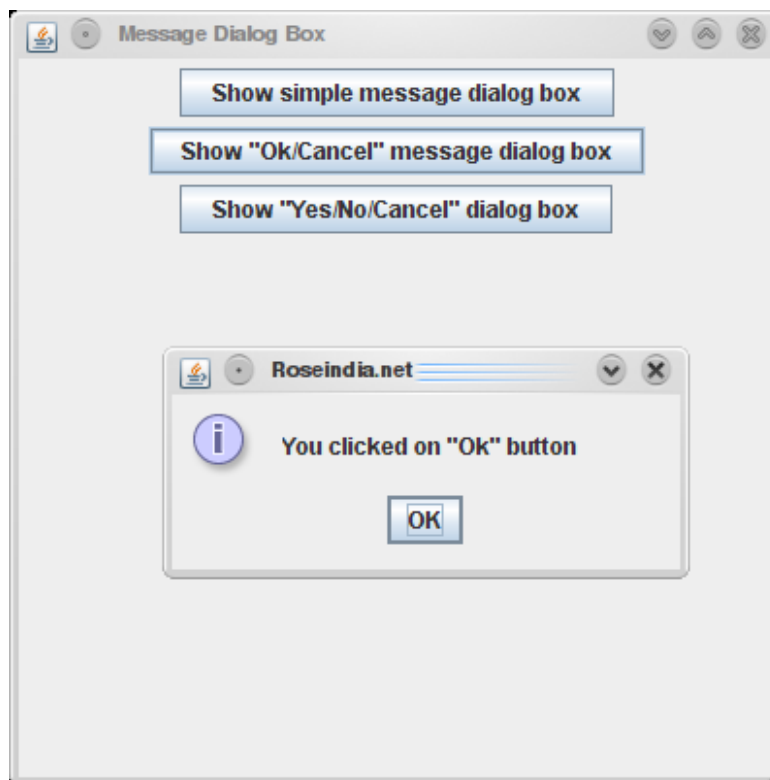 Message Dialog Box
Show simple message dialog box
Show "Ok/Cancel" message dialog box
Show "Yes/No/Cancel" dialog box
Roseindia.net
You clicked on "Ok" button
OK